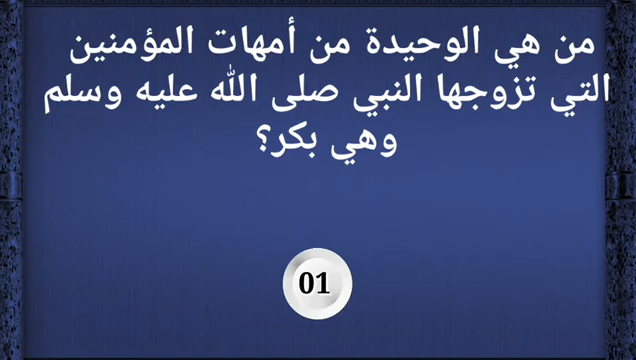 من هي الوحيدة من أمهات المؤمنين
التي تزوجها النبي صلى الله عليه وسلم
وهي بكر؟
01